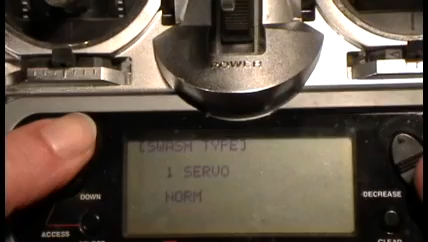 POWER
[SWASH TYPE]
1 SERVO
NORM
DOWN
DECREASE
ACCESS
CLEAR